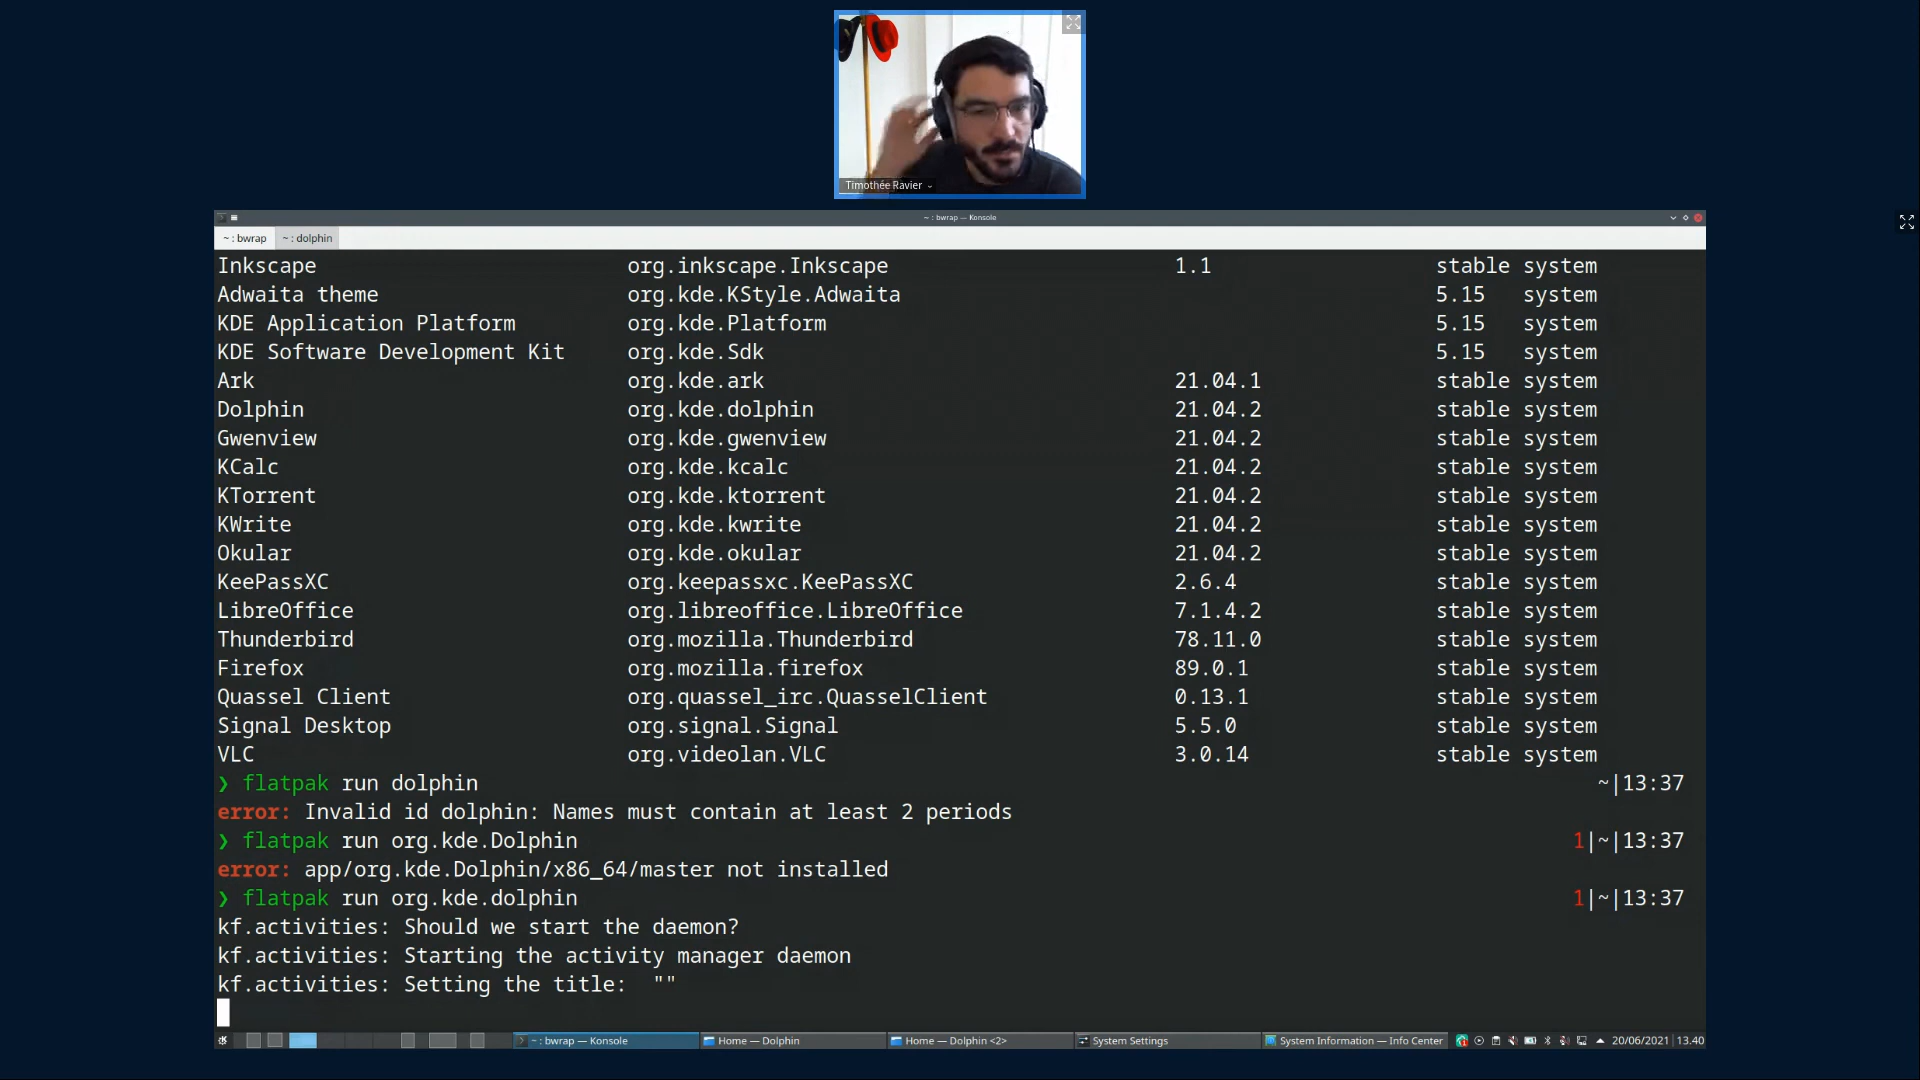 Timothée Ravier
~ : bwrap — Konsole
~ : bwrap ~ : dolphin
Inkscape org.inkscape.Inkscape 1.1 stable system
Adwaita theme org.kde.KStyle.Adwaita 5.15 system
KDE Application Platform org.kde.Platform 5.15 system
KDE Software Development Kit org.kde.Sdk 5.15 system
Ark org.kde.ark 21.04.1 stable system
Dolphin org.kde.dolphin 21.04.2 stable system
Gwenview org.kde.gwenview 21.04.2 stable system
KCalc org.kde.kcalc 21.04.2 stable system
KTorrent org.kde.ktorrent 21.04.2 stable system
KWrite org.kde.kwrite 21.04.2 stable system
Okular org.kde.okular 21.04.2 stable system
KeePassXC org.keepassxc.KeePassXC 2.6.4 stable system
LibreOffice org.libreoffice.LibreOffice 7.1.4.2 stable system
Thunderbird org.mozilla.Thunderbird 78.11.0 stable system
Firefox org.mozilla.firefox 89.0.1 stable system
Quassel Client org.quassel_irc.QuasselClient 0.13.1 stable system
Signal Desktop org.signal.Signal 5.5.0 stable system
VLC org.videolan.VLC 3.0.14 stable system
❯ flatpak run dolphin ~|13:37
error: Invalid id dolphin: Names must contain at least 2 periods
❯ flatpak run org.kde.Dolphin 1|~|13:37
error: app/org.kde.Dolphin/x86_64/master not installed
❯ flatpak run org.kde.dolphin 1|~|13:37
kf.activities: Should we start the daemon?
kf.activities: Starting the activity manager daemon
kf.activities: Setting the title:  ""
~ : bwrap — Konsole Home — Dolphin Home — Dolphin <2> System Settings System Information — Info Center 20/06/2021 13.40